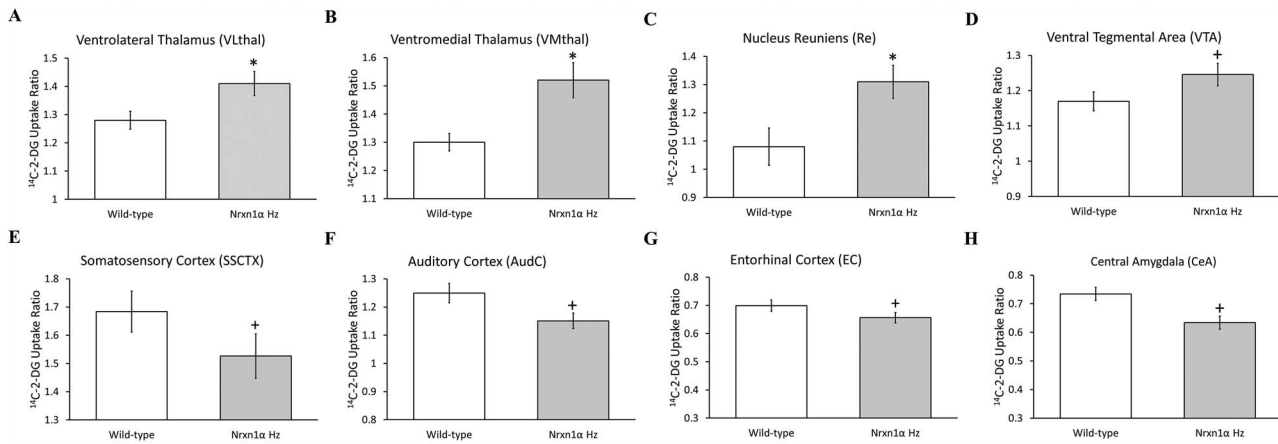 A
Ventrolateral Thalamus (VLthal)
¹⁴C-2-DG Uptake Ratio
1.5
1.4
1.3
1.2
1.1
1
*
Wild-type
Nrxn1α Hz
B
Ventromedial Thalamus (VMthal)
¹⁴C-2-DG Uptake Ratio
1.6
1.5
1.4
1.3
1.2
1.1
*
Wild-type
Nrxn1α Hz
C
Nucleus Reuniens (Re)
¹⁴C-2-DG Uptake Ratio
1.4
1.3
1.2
1.1
1
0.9
*
Wild-type
Nrxn1α Hz
D
Ventral Tegmental Area (VTA)
¹⁴C-2-DG Uptake Ratio
1.3
1.2
1.1
1
0.9
+
Wild-type
Nrxn1α Hz
E
Somatosensory Cortex (SSCTX)
¹⁴C-2-DG Uptake Ratio
1.8
1.7
1.6
1.5
1.4
1.3
+
Wild-type
Nrxn1α Hz
F
Auditory Cortex (AudC)
¹⁴C-2-DG Uptake Ratio
1.3
1.2
1.1
1
0.9
0.8
+
Wild-type
Nrxn1α Hz
G
Entorhinal Cortex (EC)
¹⁴C-2-DG Uptake Ratio
0.8
0.7
0.6
0.5
0.4
0.3
+
Wild-type
Nrxn1α Hz
H
Central Amygdala (CeA)
¹⁴C-2-DG Uptake Ratio
0.8
0.7
0.6
0.5
0.4
0.3
+
Wild-type
Nrxn1α Hz